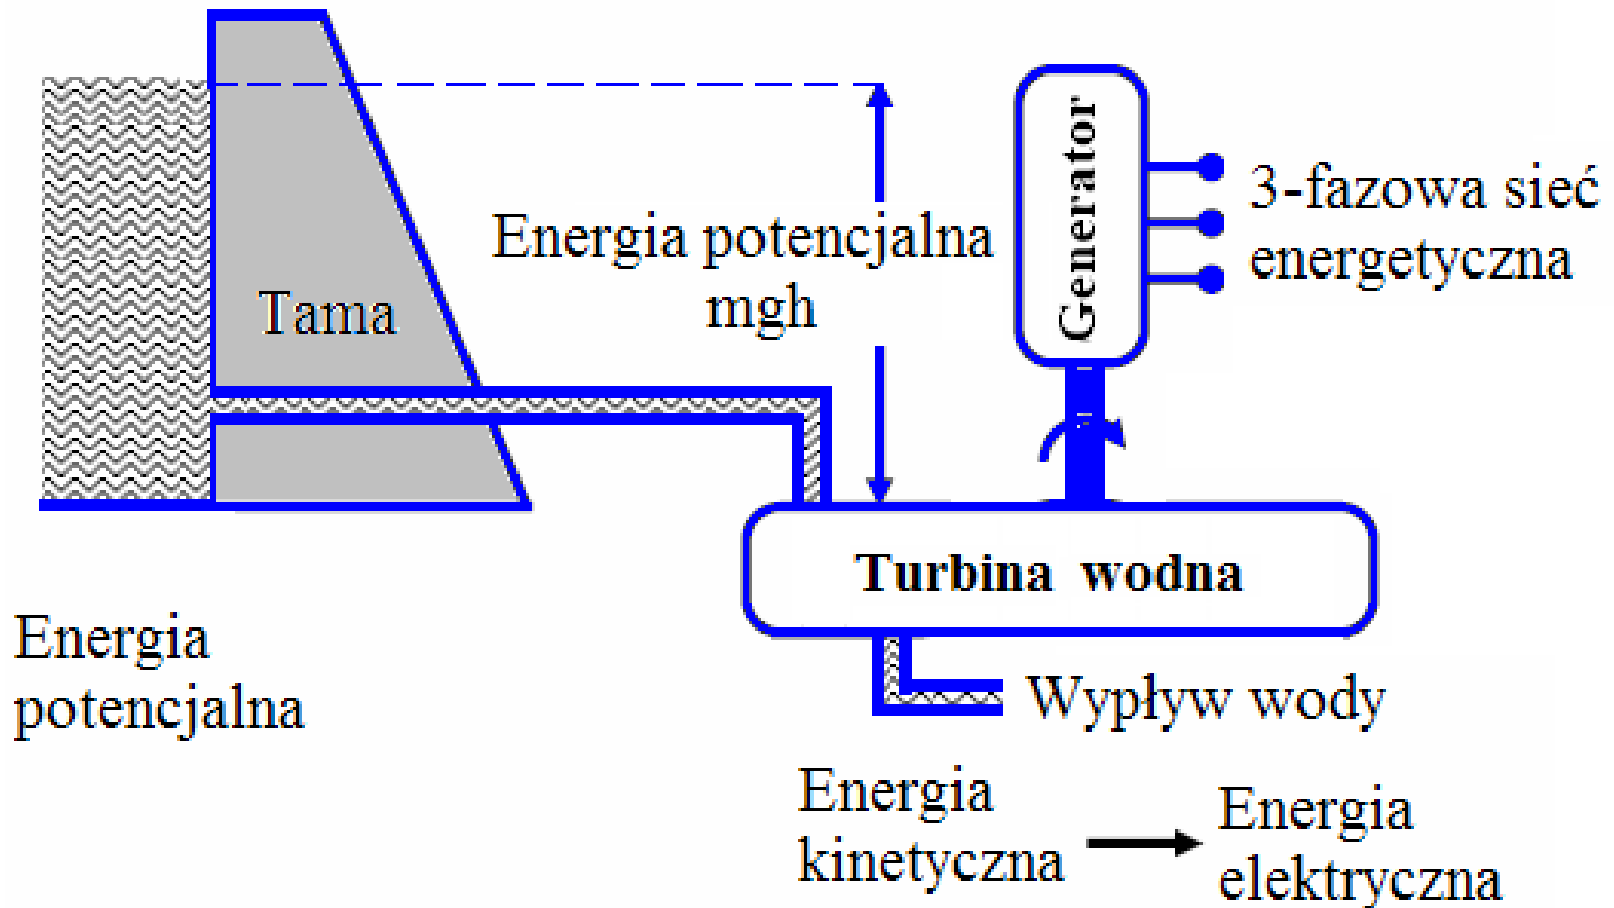 Generator
3-fazowa sieć
energetyczna
Energia potencjalna
mgh
Tama
Turbina wodna
Energia
potencjalna
Wypływ wody
Energia
kinetyczna
Energia
elektryczna